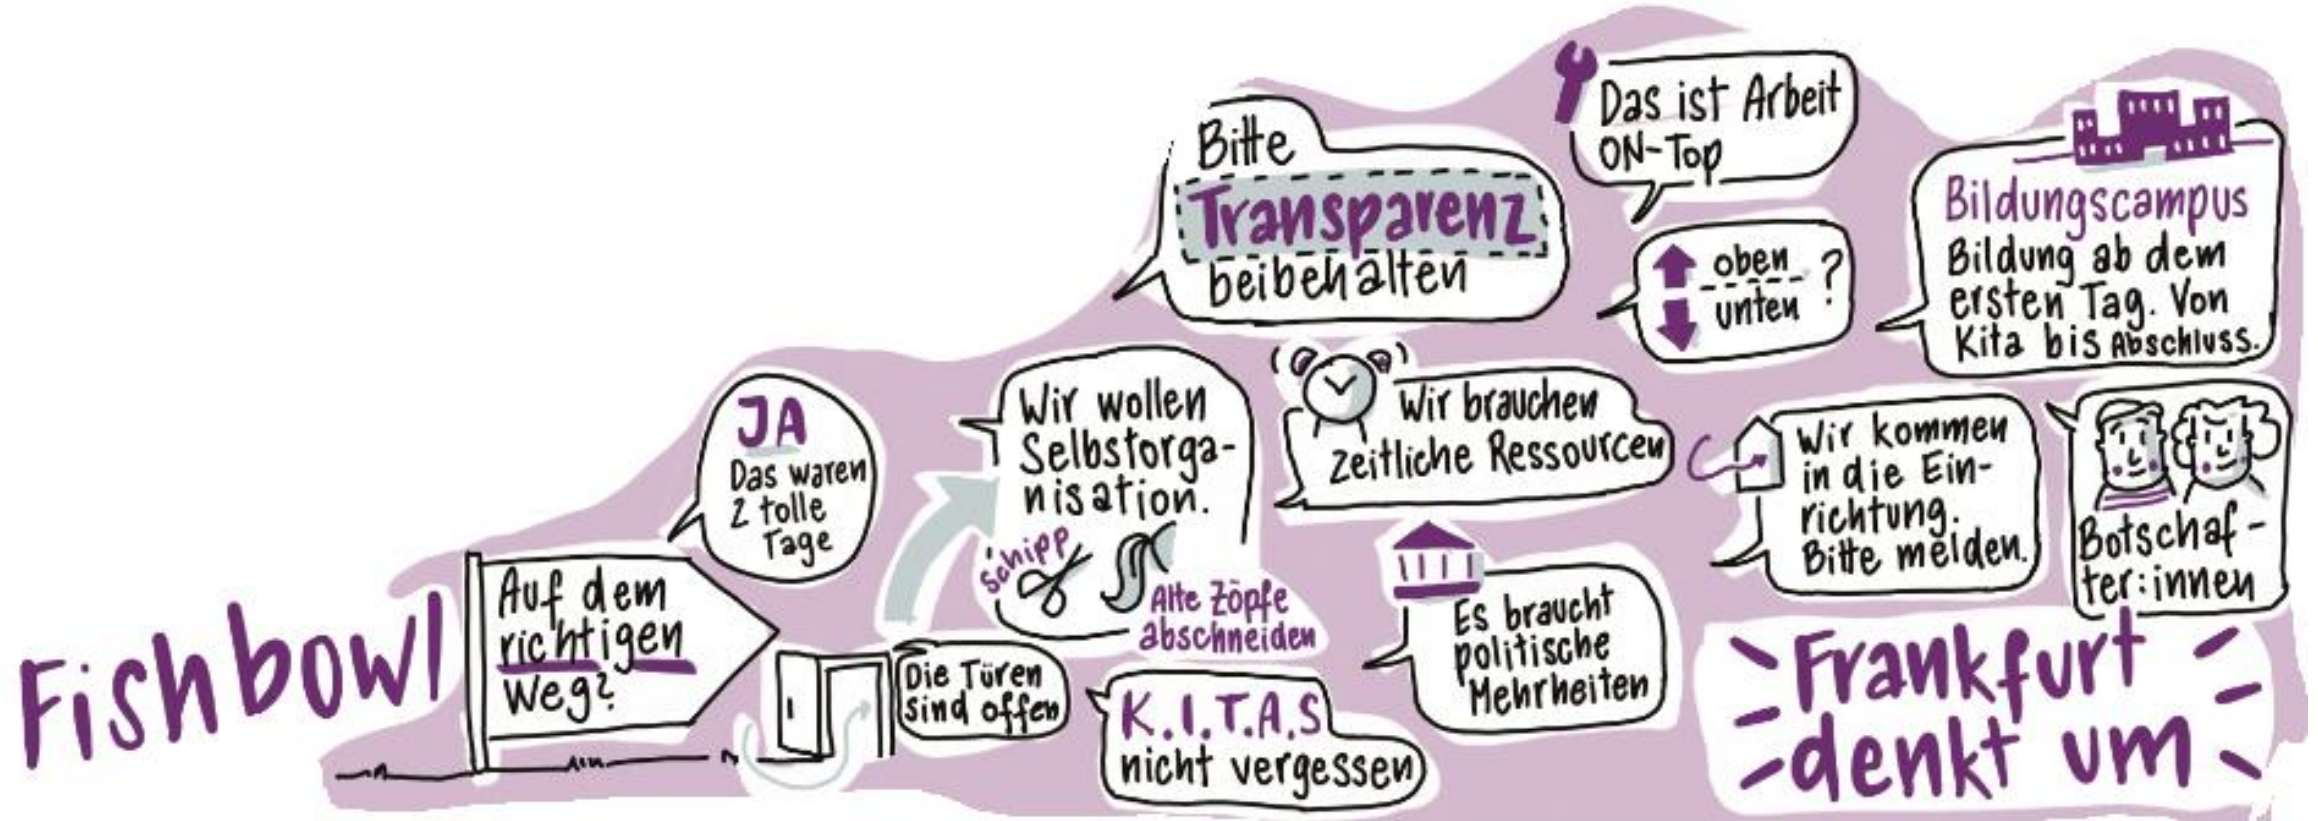 Fishbowl
Auf dem
richtigen
Weg?
JA
Das waren
2 tolle
Tage
Die Türen
sind offen
Wir wollen
Selbstorga-
nisation.
schipp
Alte Zöpfe
abschneiden
K.I.T.A.S
nicht vergessen
Bitte
Transparenz
beibehalten
Wir brauchen
zeitliche Ressourcen
Es braucht
politische
Mehrheiten
Das ist Arbeit
ON-Top
oben
unten ?
Bildungscampus
Bildung ab dem
ersten Tag. Von
Kita bis Abschluss.
Wir kommen
in die Ein-
richtung.
Bitte melden.
Botschaf-
ter:innen
Frankfurt
denkt um